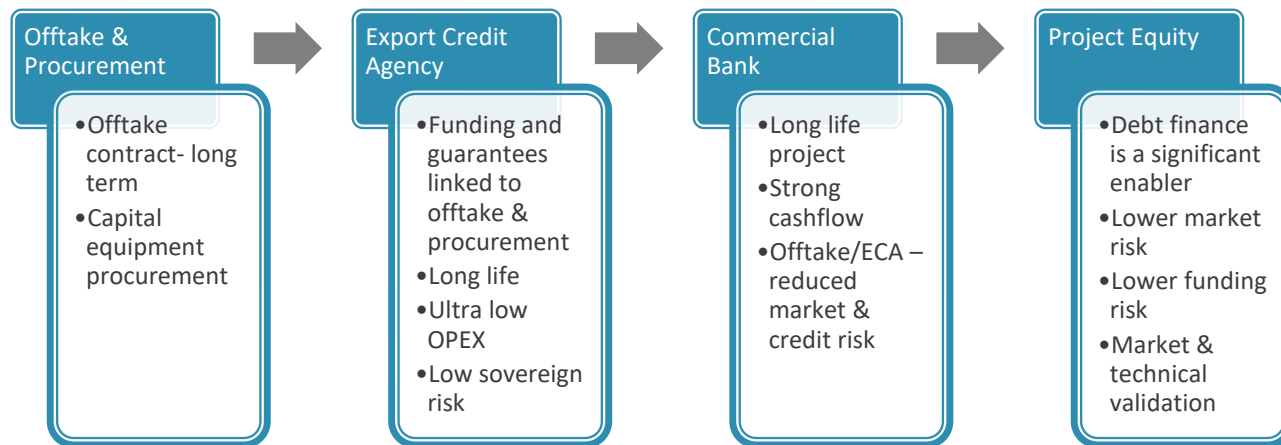 Offtake &
Procurement
•Offtake
contract- long
term
•Capital
equipment
procurement
Export Credit
Agency
•Funding and
guarantees
linked to
offtake &
procurement
•Long life
•Ultra low
OPEX
•Low sovereign
risk
Commercial
Bank
•Long life
project
•Strong
cashflow
•Offtake/ECA –
reduced
market &
credit risk
Project Equity
•Debt finance
is a significant
enabler
•Lower market
risk
•Lower funding
risk
•Market &
technical
validation